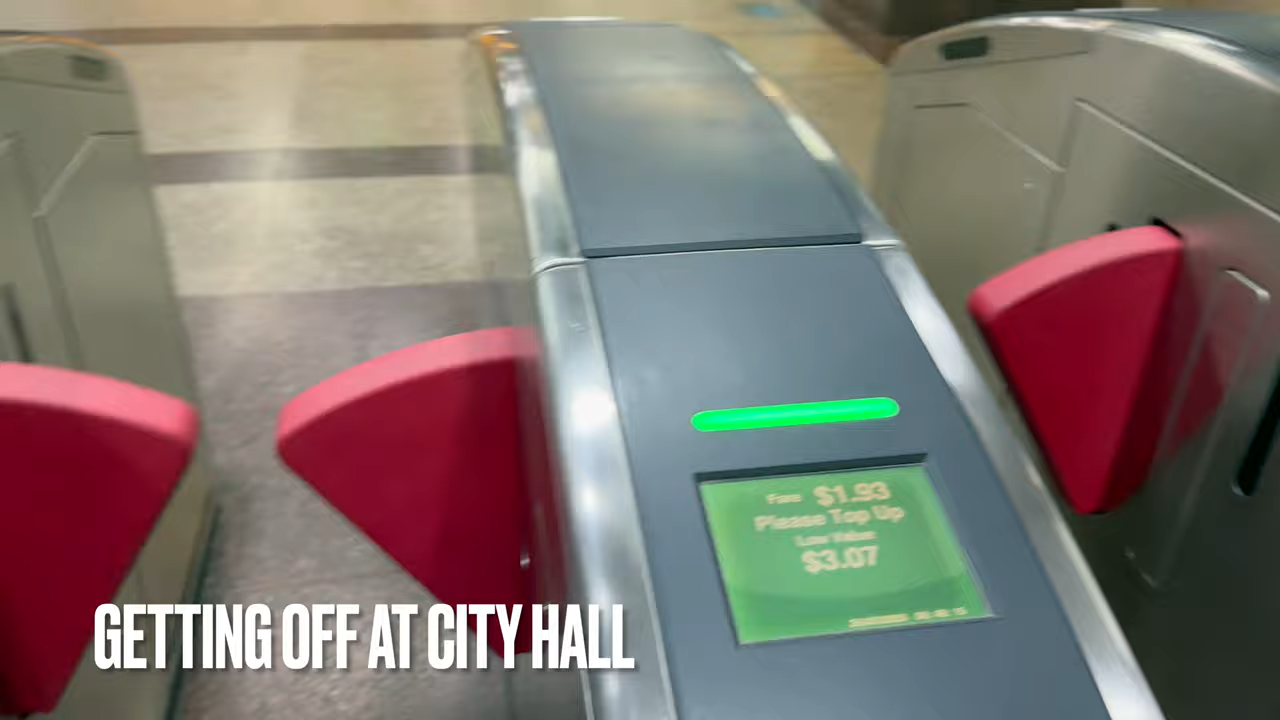 Fare $1.93
Please Top Up
Low Value
$3.07
GETTING OFF AT CITY HALL